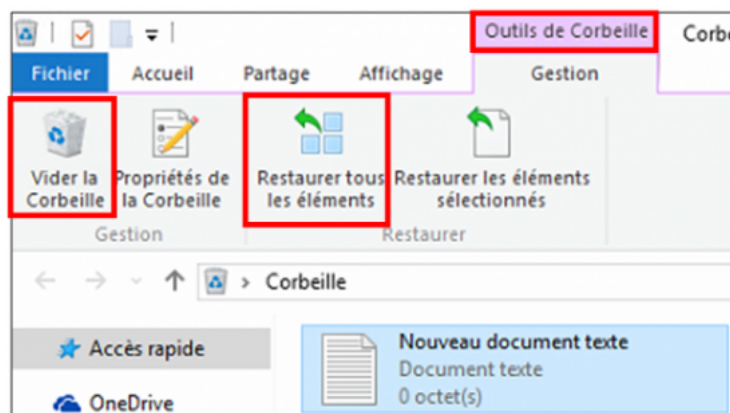 Outils de Corbeille
Fichier Accueil Partage Affichage Gestion
Vider la Corbeille
Propriétés de la Corbeille
Restaurer tous les éléments
Restaurer les éléments sélectionnés
Gestion
Restaurer
Corbeille
Accès rapide
Nouveau document texte
Document texte
0 octet(s)
OneDrive